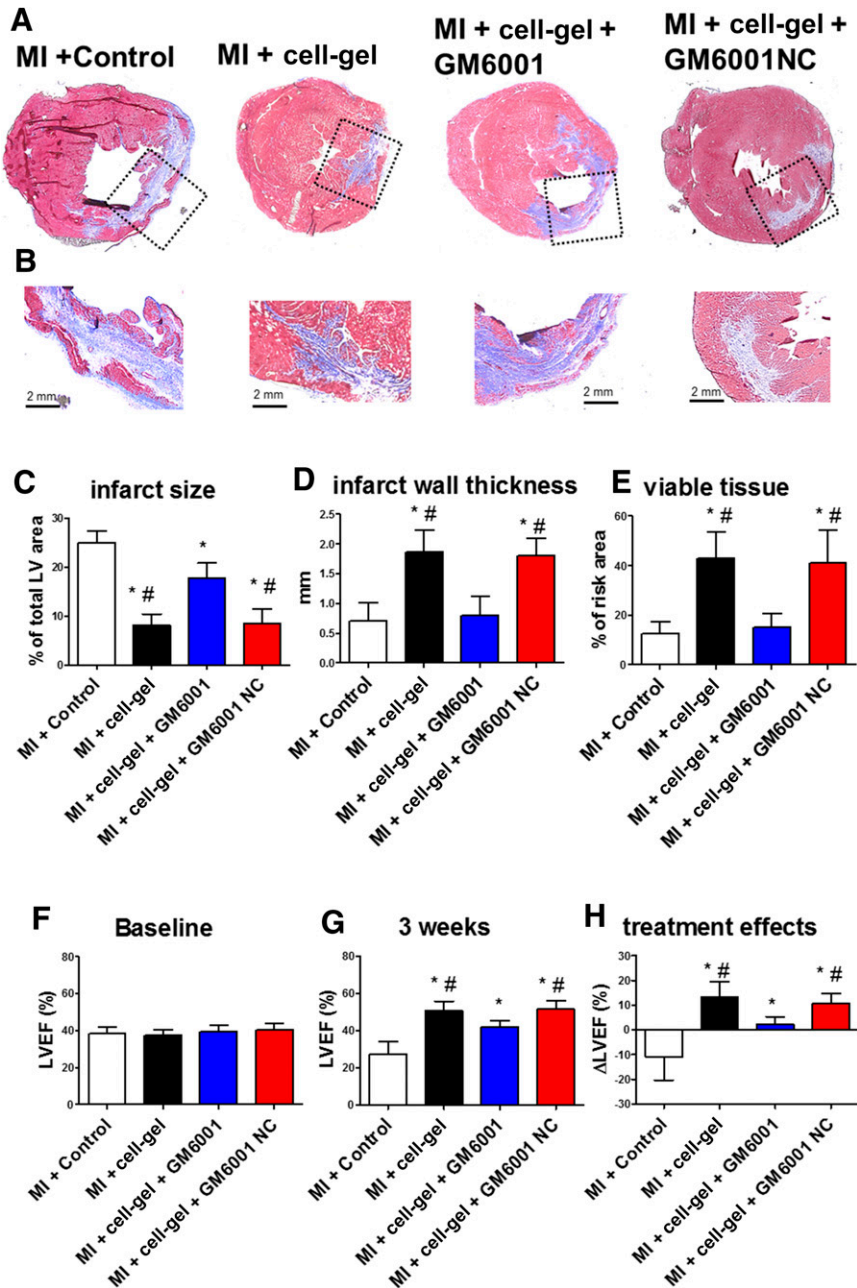 A
MI +Control
MI + cell-gel
MI + cell-gel +
GM6001
MI + cell-gel +
GM6001NC
B
2 mm
2 mm
2 mm
2 mm
C
infarct size
% of total LV area
30
20
10
0
*
#
*
*
#
MI + Control
MI + cell-gel
MI + cell-gel + GM6001
MI + cell-gel + GM6001 NC
D
infarct wall thickness
mm
2.5
2.0
1.5
1.0
0.5
0.0
* #
* #
MI + Control
MI + cell-gel
MI + cell-gel + GM6001
MI + cell-gel + GM6001 NC
E
viable tissue
% of risk area
60
40
20
0
* #
* #
MI + Control
MI + cell-gel
MI + cell-gel + GM6001
MI + cell-gel + GM6001 NC
F
Baseline
LVEF (%)
80
60
40
20
0
MI + Control
MI + cell-gel
MI + cell-gel + GM6001
MI + cell-gel + GM6001 NC
G
3 weeks
LVEF (%)
80
60
40
20
0
* #
*
* #
MI + Control
MI + cell-gel
MI + cell-gel + GM6001
MI + cell-gel + GM6001 NC
H
treatment effects
ΔLVEF (%)
30
20
10
0
-10
-20
-30
* #
*
* #
MI + Control
MI + cell-gel
MI + cell-gel + GM6001
MI + cell-gel + GM6001 NC